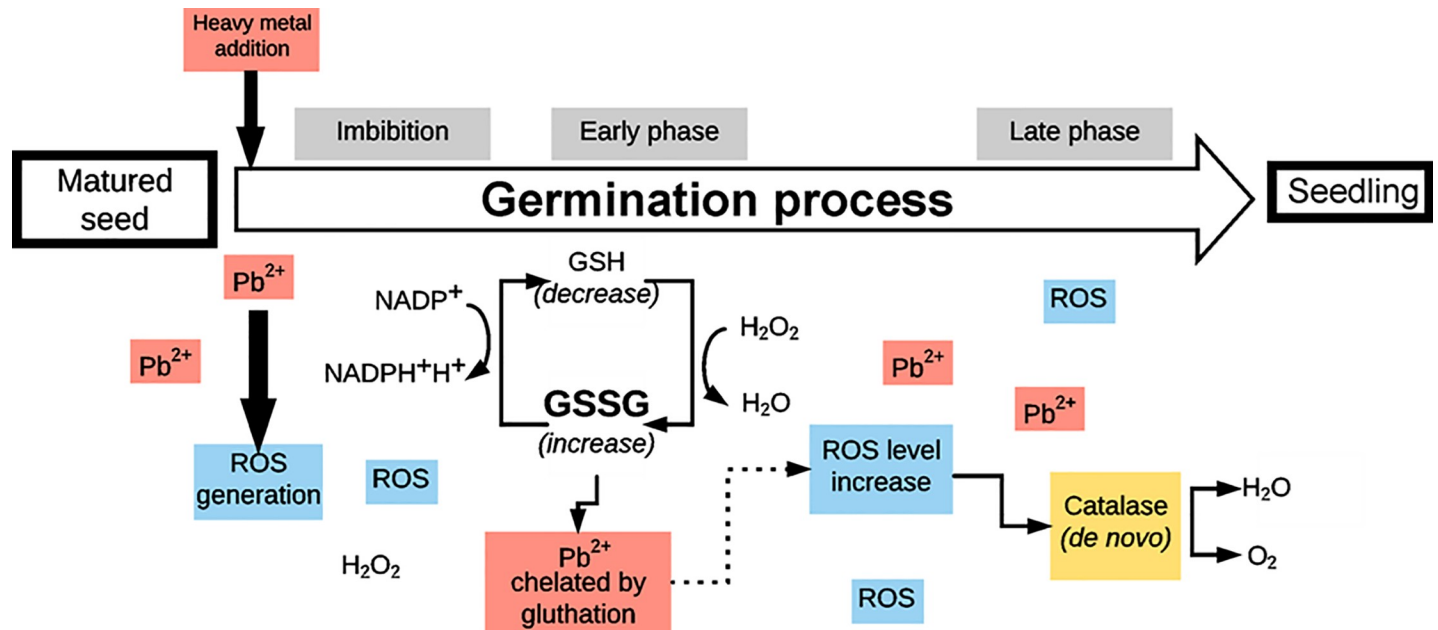 Heavy metal
addition
Imbibition
Early phase
Late phase
Matured
seed
Germination process
Seedling
Pb²⁺
Pb²⁺
ROS
generation
ROS
H₂O₂
NADP⁺
NADPH⁺H⁺
GSH
(decrease)
GSSG
(increase)
H₂O₂
H₂O
Pb²⁺
chelated by
gluthation
ROS level
increase
Pb²⁺
Pb²⁺
ROS
ROS
Catalase
(de novo)
H₂O
O₂